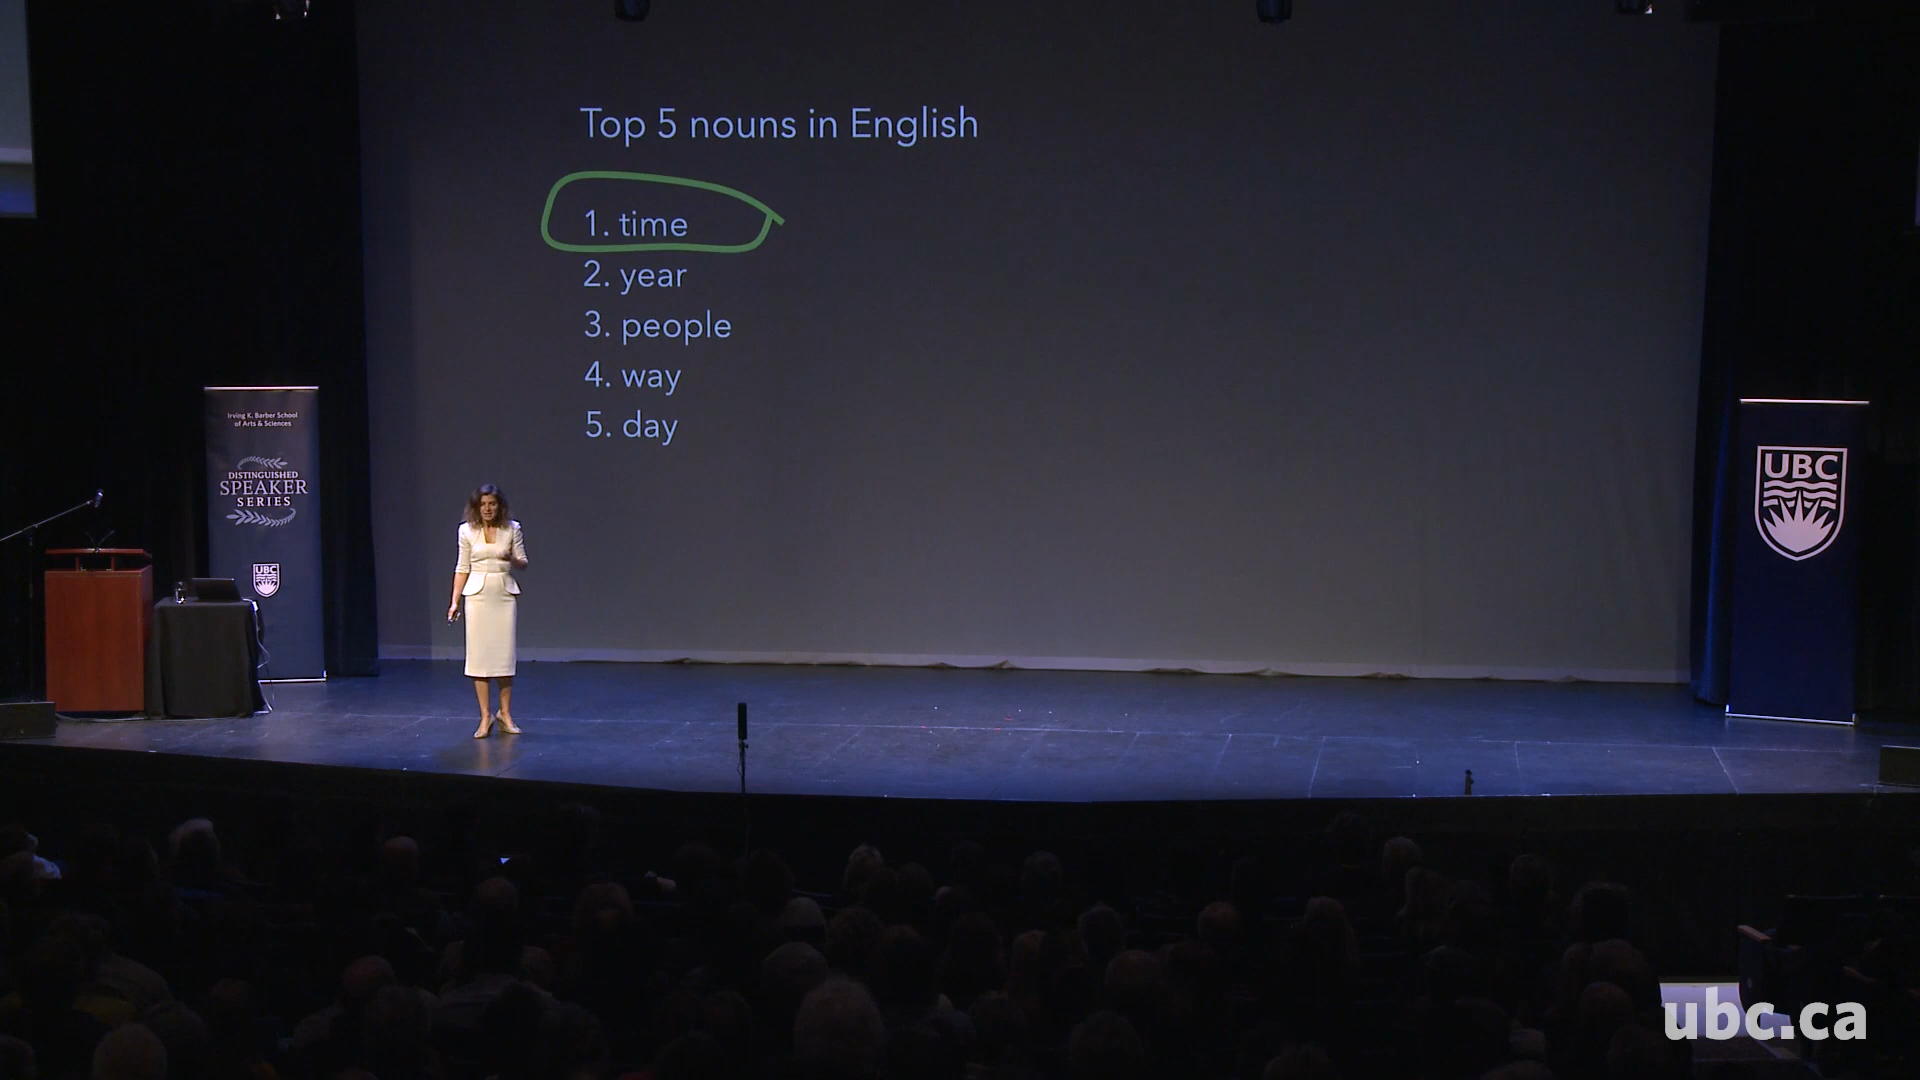 Top 5 nouns in English
1. time
2. year
3. people
4. way
5. day
Irving K. Barber School
of Arts & Sciences
DISTINGUISHED
SPEAKER
SERIES
UBC
UBC
ubc.ca